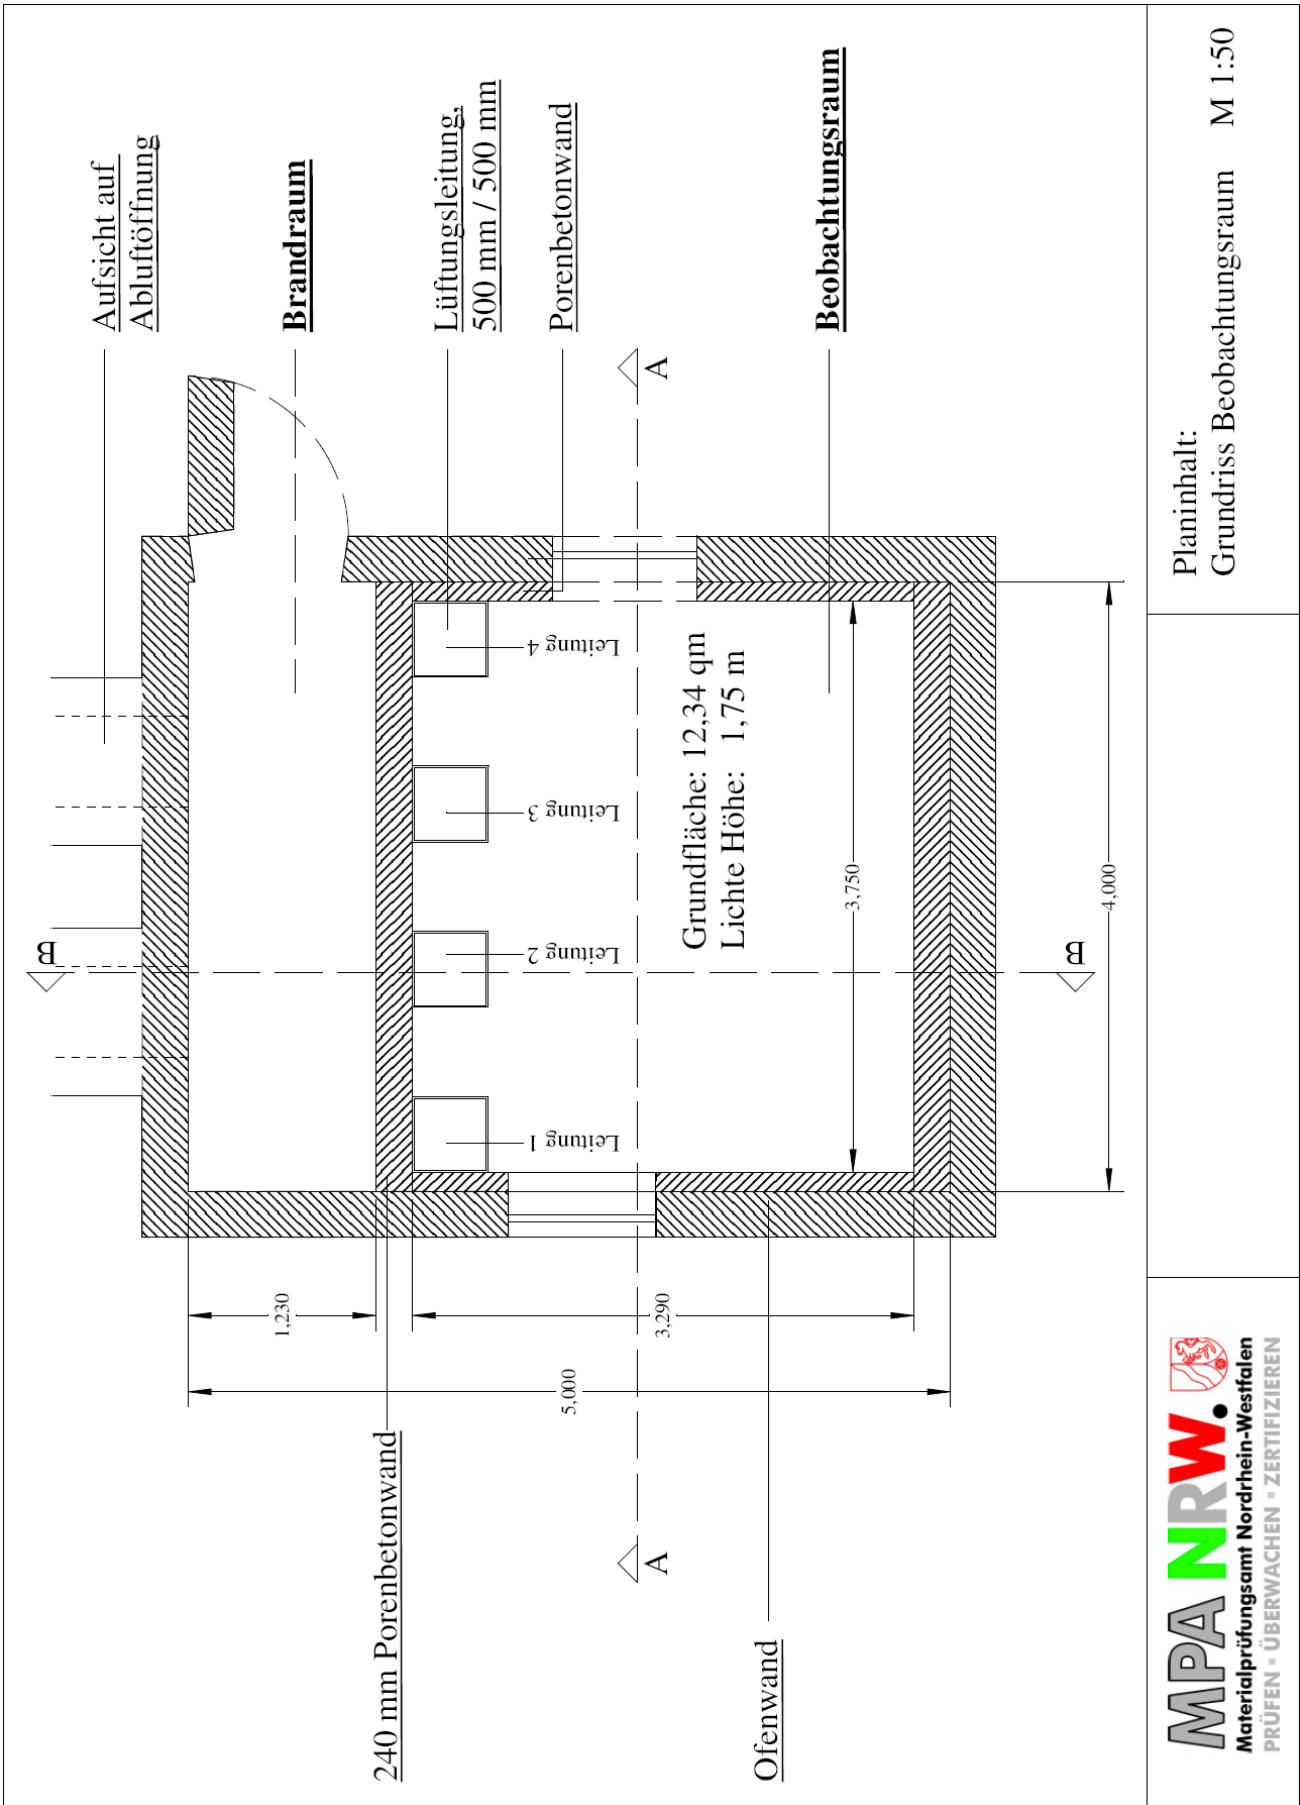 Aufsicht auf
Abluftöffnung
Brandraum
Lüftungsleitung,
500 mm / 500 mm
Porenbetonwand
Beobachtungsraum
A
A
B
B
Leitung 1
Leitung 2
Leitung 3
Leitung 4
Grundfläche: 12,34 qm
Lichte Höhe: 1,75 m
3,750
4,000
1,230
3,290
5,000
240 mm Porenbetonwand
Ofenwand
Planinhalt:
Grundriss Beobachtungsraum M 1:50
MPA NRW.
Materialprüfungsamt Nordrhein-Westfalen
PRÜFEN ▪ ÜBERWACHEN ▪ ZERTIFIZIEREN